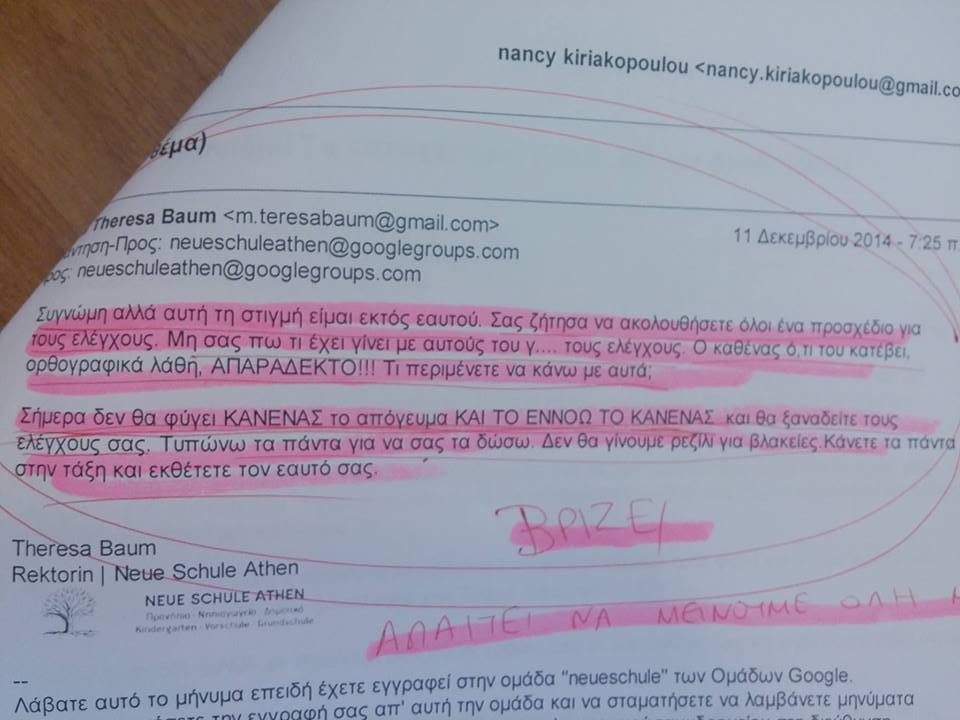 nancy kiriakopoulou <nancy.kiriakopoulou@gmail.co
έμα)
Theresa Baum <m.teresabaum@gmail.com>
11 Δεκεμβρίου 2014 - 7:25 π.
ντηση-Προς: neueschuleathen@googlegroups.com
ρος: neueschuleathen@googlegroups.com
Συγνώμη αλλά αυτή τη στιγμή είμαι εκτός εαυτού. Σας ζήτησα να ακολουθήσετε όλοι ένα προσχέδιο για
τους ελέγχους. Μη σας πω τι έχει γίνει με αυτούς του γ.... τους ελέγχους. Ο καθένας ό,τι του κατέβει,
ορθογραφικά λάθη, ΑΠΑΡΑΔΕΚΤΟ!!! Τι περιμένετε να κάνω με αυτά;
Σήμερα δεν θα φύγει ΚΑΝΕΝΑΣ το απόγευμα ΚΑΙ ΤΟ ΕΝΝΟΩ ΤΟ ΚΑΝΕΝΑΣ και θα ξαναδείτε τους
ελέγχους σας. Τυπώνω τα πάντα για να σας τα δώσω. Δεν θα γίνουμε ρεζίλι για βλακείες.Κάνετε τα πάντα
στην τάξη και εκθέτετε τον εαυτό σας.
ΒΡΙΖΕΙ
Theresa Baum
Rektorin | Neue Schule Athen
NEUE SCHULE ATHEN
Προνήπιο · Νηπιαγωγείο · Δημοτικό
Kindergarten · Vorschule · Grundschule
ΑΠΑΙΤΕΙ ΝΑ ΜΕΙΝΟΥΜΕ ΟΛΗ
--
Λάβατε αυτό το μήνυμα επειδή έχετε εγγραφεί στην ομάδα "neueschule" των Ομάδων Google.
την εγγραφή σας απ' αυτή την ομάδα και να σταματήσετε να λαμβάνετε μηνύματα